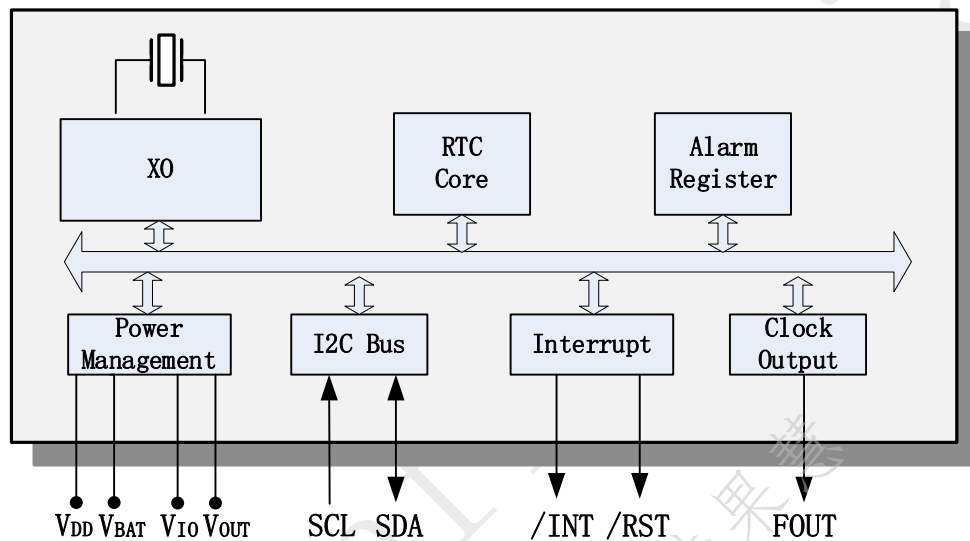 XO
RTC
Core
Alarm
Register
Power
Management
I2C Bus
Interrupt
Clock
Output
VDD VBAT VIO VOUT SCL SDA /INT /RST FOUT